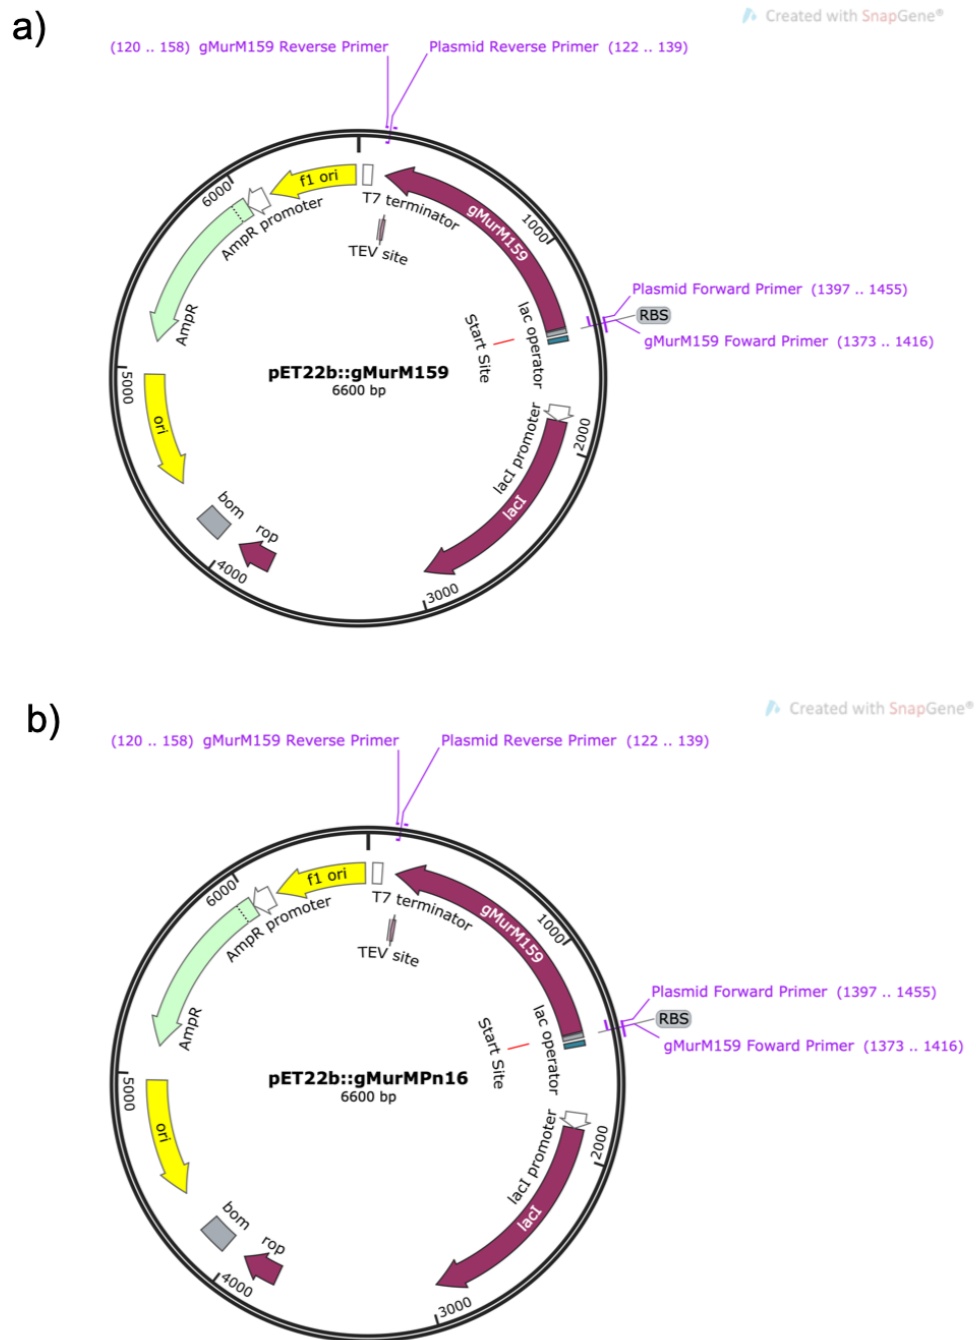 a)
Created with SnapGene®
(120 .. 158) gMurM159 Reverse Primer
Plasmid Reverse Primer (122 .. 139)
6000
f1 ori
T7 terminator
AmpR promoter
TEV site
gMurM159
1000
AmpR
Plasmid Forward Primer (1397 .. 1455)
RBS
gMurM159 Foward Primer (1373 .. 1416)
lac operator
Start Site
pET22b::gMurM159
6600 bp
5000
ori
lacI promoter
2000
lacI
bom
rop
4000
3000
b)
Created with SnapGene®
(120 .. 158) gMurM159 Reverse Primer
Plasmid Reverse Primer (122 .. 139)
6000
f1 ori
T7 terminator
AmpR promoter
TEV site
gMurM159
1000
AmpR
Plasmid Forward Primer (1397 .. 1455)
RBS
gMurM159 Foward Primer (1373 .. 1416)
lac operator
Start Site
pET22b::gMurMPn16
6600 bp
5000
ori
lacI promoter
2000
lacI
bom
rop
4000
3000